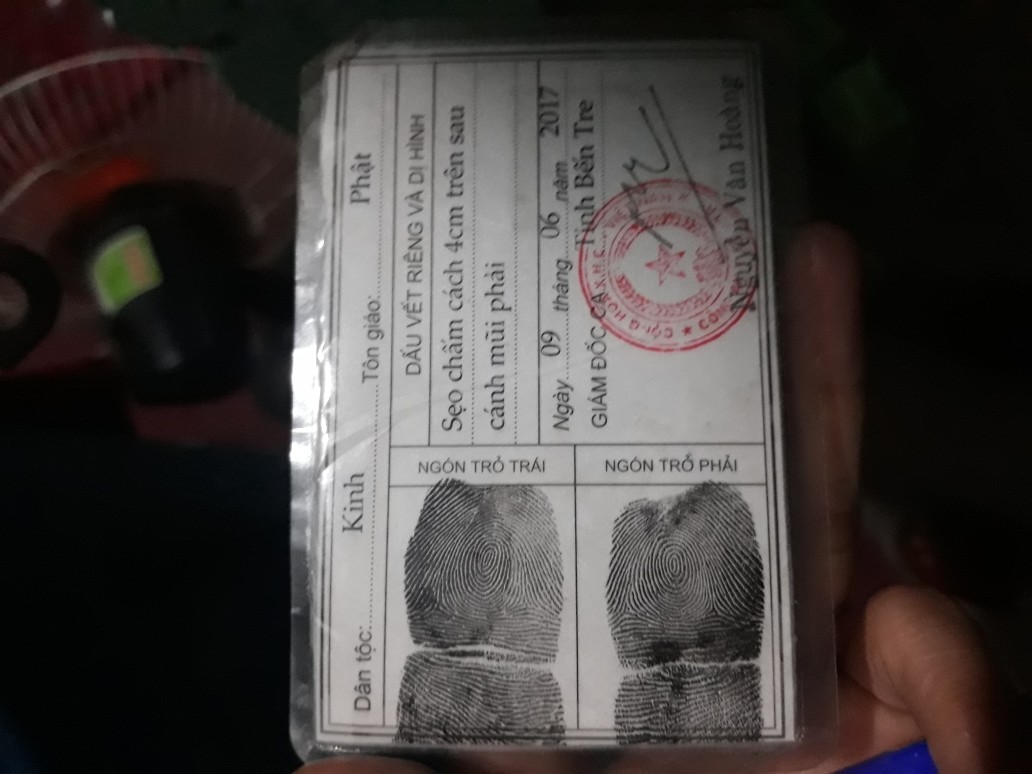 Dân tộc: Kinh Tôn giáo: Phật
DẤU VẾT RIÊNG VÀ DỊ HÌNH
Sẹo chấm cách 4cm trên sau
cánh mũi phải
Ngày 09 tháng 06 năm 2017
GIÁM ĐỐC CA Tỉnh Bến Tre
Nguyễn Văn Hoàng
NGÓN TRỎ TRÁI
NGÓN TRỎ PHẢI